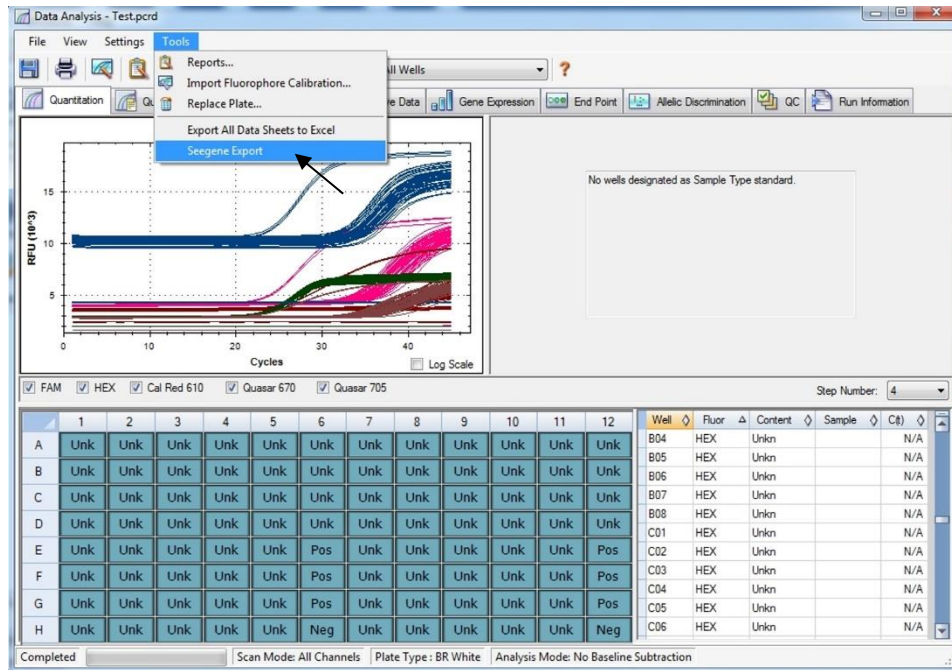 Data Analysis - Test.pcrd
File View Settings Tools
Reports...
Import Fluorophore Calibration...
Replace Plate...
Export All Data Sheets to Excel
Seegene Export
All Wells
?
Quantitation
Data Gene Expression End Point Allelic Discrimination QC Run Information
No wells designated as Sample Type standard.
RFU (10^3)
15
10
5
0 10 20 30 40
Cycles
Log Scale
FAM HEX Cal Red 610 Quasar 670 Quasar 705
Step Number: 4
1 2 3 4 5 6 7 8 9 10 11 12
A Unk Unk Unk Unk Unk Unk Unk Unk Unk Unk Unk Unk
B Unk Unk Unk Unk Unk Unk Unk Unk Unk Unk Unk Unk
C Unk Unk Unk Unk Unk Unk Unk Unk Unk Unk Unk Unk
D Unk Unk Unk Unk Unk Unk Unk Unk Unk Unk Unk Unk
E Unk Unk Unk Unk Unk Pos Unk Unk Unk Unk Unk Pos
F Unk Unk Unk Unk Unk Pos Unk Unk Unk Unk Unk Pos
G Unk Unk Unk Unk Unk Pos Unk Unk Unk Unk Unk Pos
H Unk Unk Unk Unk Unk Neg Unk Unk Unk Unk Unk Neg
Well Fluor Content Sample C(t)
B04 HEX Unkn N/A
B05 HEX Unkn N/A
B06 HEX Unkn N/A
B07 HEX Unkn N/A
B08 HEX Unkn N/A
C01 HEX Unkn N/A
C02 HEX Unkn N/A
C03 HEX Unkn N/A
C04 HEX Unkn N/A
C05 HEX Unkn N/A
C06 HEX Unkn N/A
Completed Scan Mode: All Channels Plate Type : BR White Analysis Mode: No Baseline Subtraction